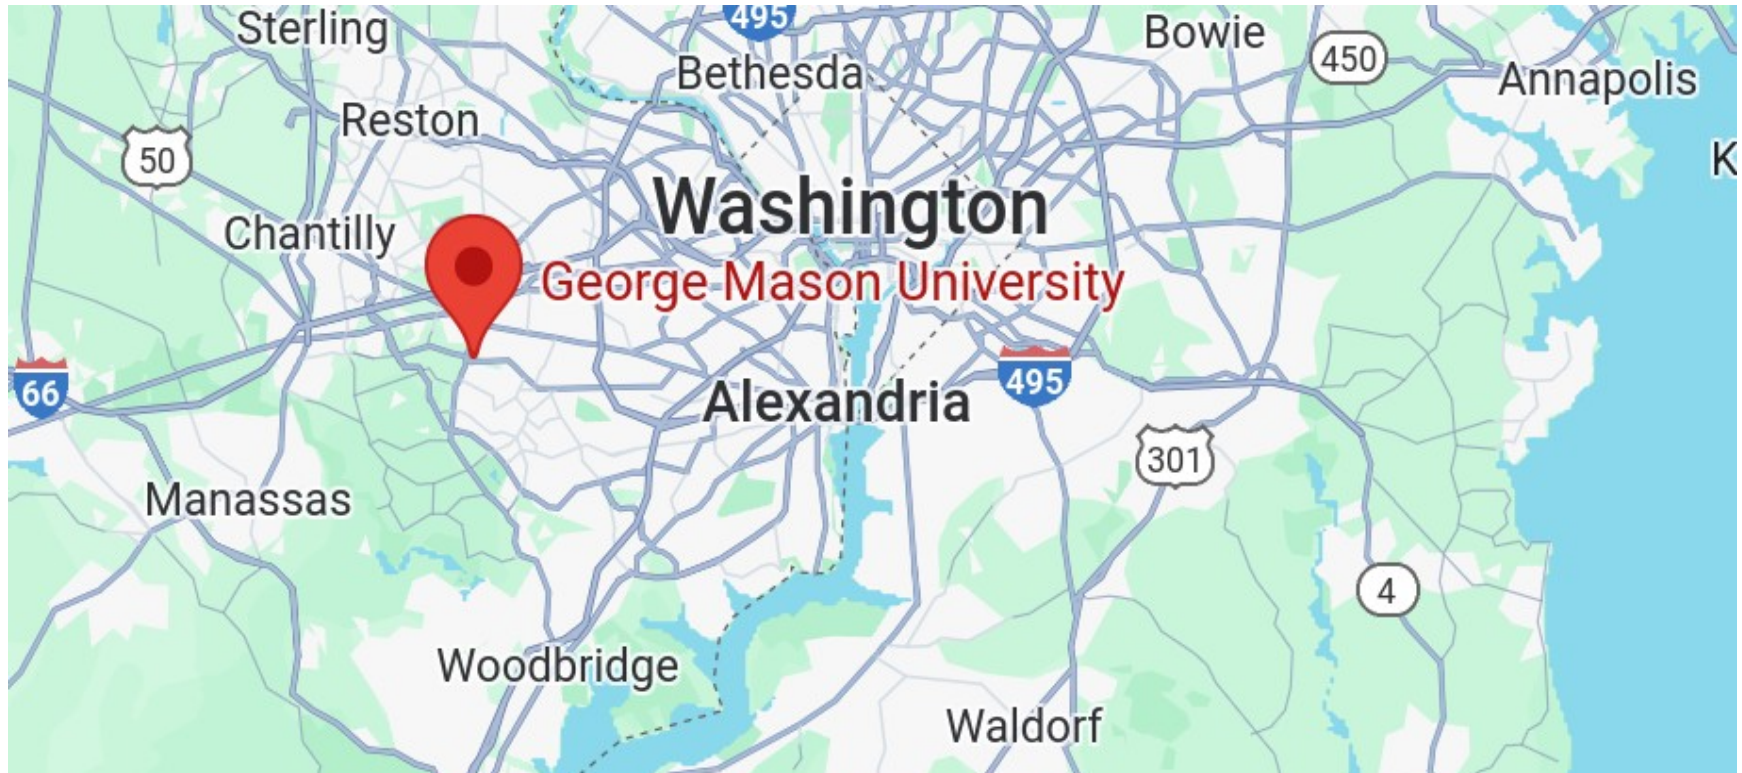 495
Sterling
Bowie
450
Bethesda
Annapolis
Reston
50
K
Washington
Chantilly
George Mason University
66
495
Alexandria
301
Manassas
4
Woodbridge
Waldorf